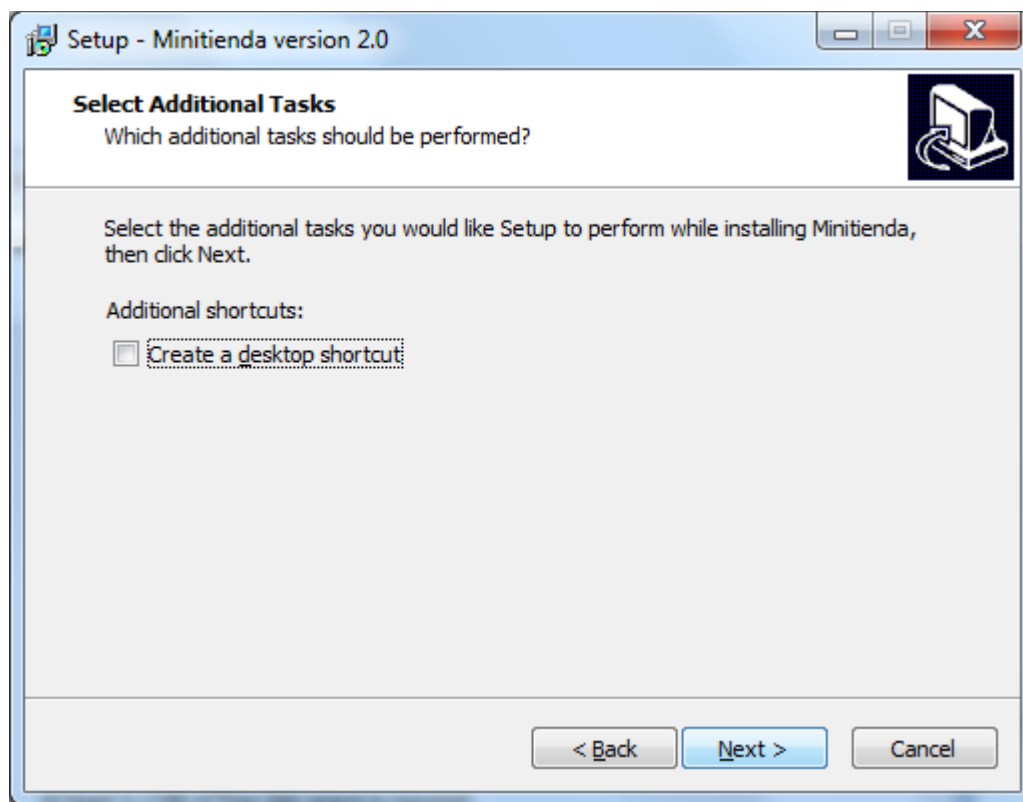 Setup - Minitienda version 2.0
Select Additional Tasks
Which additional tasks should be performed?
Select the additional tasks you would like Setup to perform while installing Minitienda,
then click Next.
Additional shortcuts:
Create a desktop shortcut
< Back
Next >
Cancel